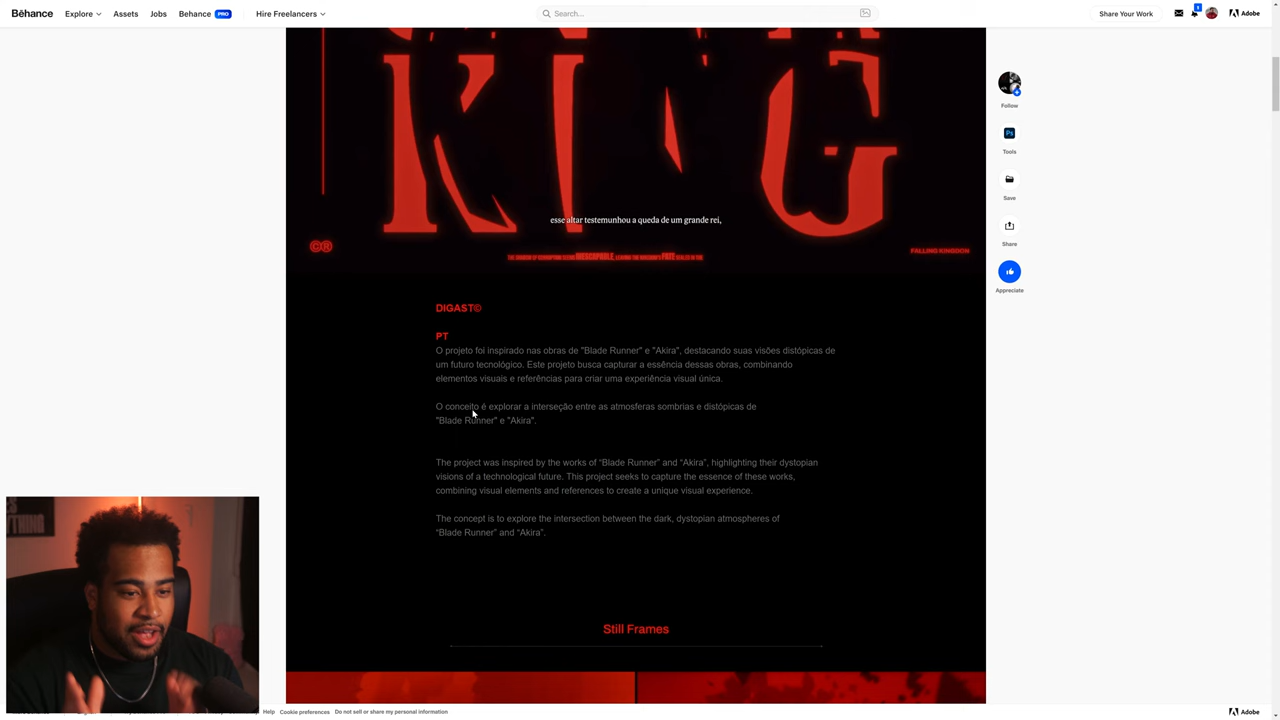 Bēhance Explore Assets Jobs Behance PRO Hire Freelancers Search... Share Your Work Adobe
KING
esse altar testemunhou a queda de um grande rei,
CR
INESCAPABLE FATE
FALLING KINGDOM
Follow
Ps
Tools
Save
Share
Appreciate
DIGAST©
PT
O projeto foi inspirado nas obras de "Blade Runner" e "Akira", destacando suas visões distópicas de
um futuro tecnológico. Este projeto busca capturar a essência dessas obras, combinando
elementos visuais e referências para criar uma experiência visual única.
O conceito é explorar a interseção entre as atmosferas sombrias e distópicas de
"Blade Runner" e "Akira".
The project was inspired by the works of “Blade Runner” and “Akira”, highlighting their dystopian
visions of a technological future. This project seeks to capture the essence of these works,
combining visual elements and references to create a unique visual experience.
The concept is to explore the intersection between the dark, dystopian atmospheres of
“Blade Runner” and “Akira”.
Still Frames
Help Cookie preferences Do not sell or share my personal information Adobe